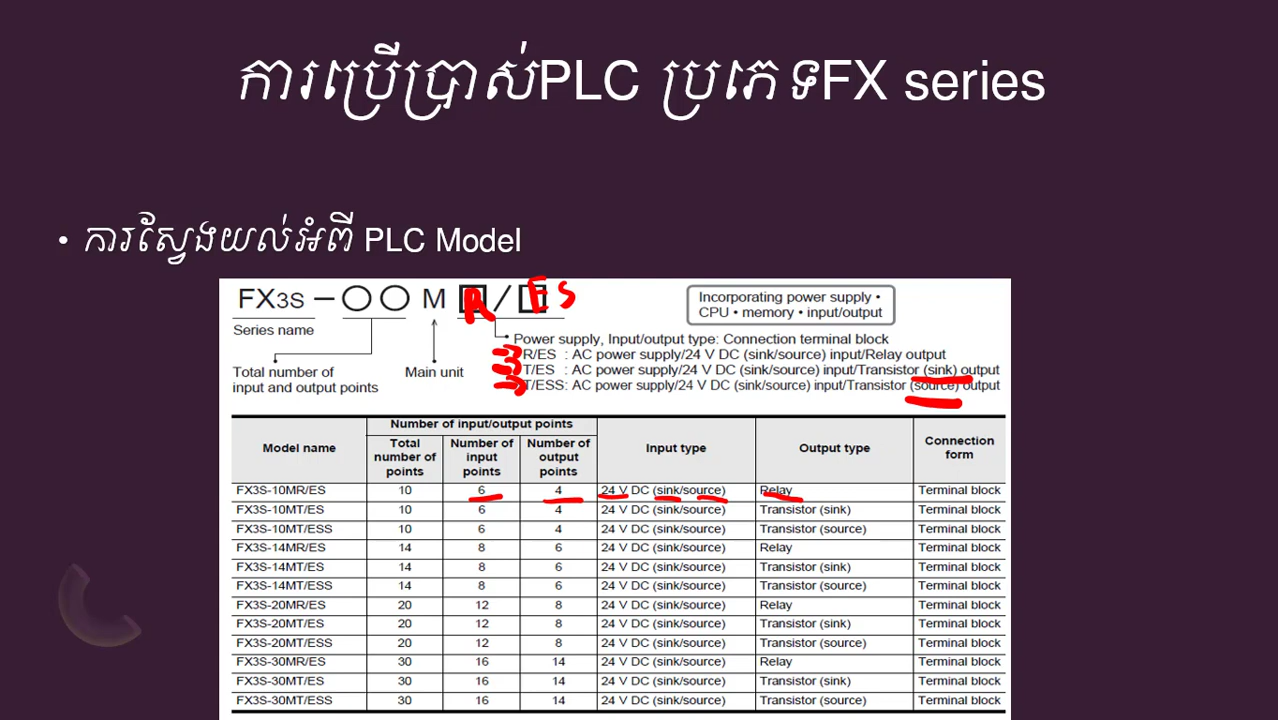 ការប្រើប្រាស់PLC ប្រភេទFX series
• ការស្វែងយល់អំពី PLC Model
FX3S – ○○ M R / ES
Series name
Total number of
input and output points
Main unit
Incorporating power supply •
CPU • memory • input/output
Power supply, Input/output type: Connection terminal block
R/ES : AC power supply/24 V DC (sink/source) input/Relay output
T/ES : AC power supply/24 V DC (sink/source) input/Transistor (sink) output
T/ESS: AC power supply/24 V DC (sink/source) input/Transistor (source) output
Model name Number of input/output points Input type Output type Connection form
Total number of points Number of input points Number of output points
FX3S-10MR/ES 10 6 4 24 V DC (sink/source) Relay Terminal block
FX3S-10MT/ES 10 6 4 24 V DC (sink/source) Transistor (sink) Terminal block
FX3S-10MT/ESS 10 6 4 24 V DC (sink/source) Transistor (source) Terminal block
FX3S-14MR/ES 14 8 6 24 V DC (sink/source) Relay Terminal block
FX3S-14MT/ES 14 8 6 24 V DC (sink/source) Transistor (sink) Terminal block
FX3S-14MT/ESS 14 8 6 24 V DC (sink/source) Transistor (source) Terminal block
FX3S-20MR/ES 20 12 8 24 V DC (sink/source) Relay Terminal block
FX3S-20MT/ES 20 12 8 24 V DC (sink/source) Transistor (sink) Terminal block
FX3S-20MT/ESS 20 12 8 24 V DC (sink/source) Transistor (source) Terminal block
FX3S-30MR/ES 30 16 14 24 V DC (sink/source) Relay Terminal block
FX3S-30MT/ES 30 16 14 24 V DC (sink/source) Transistor (sink) Terminal block
FX3S-30MT/ESS 30 16 14 24 V DC (sink/source) Transistor (source) Terminal block